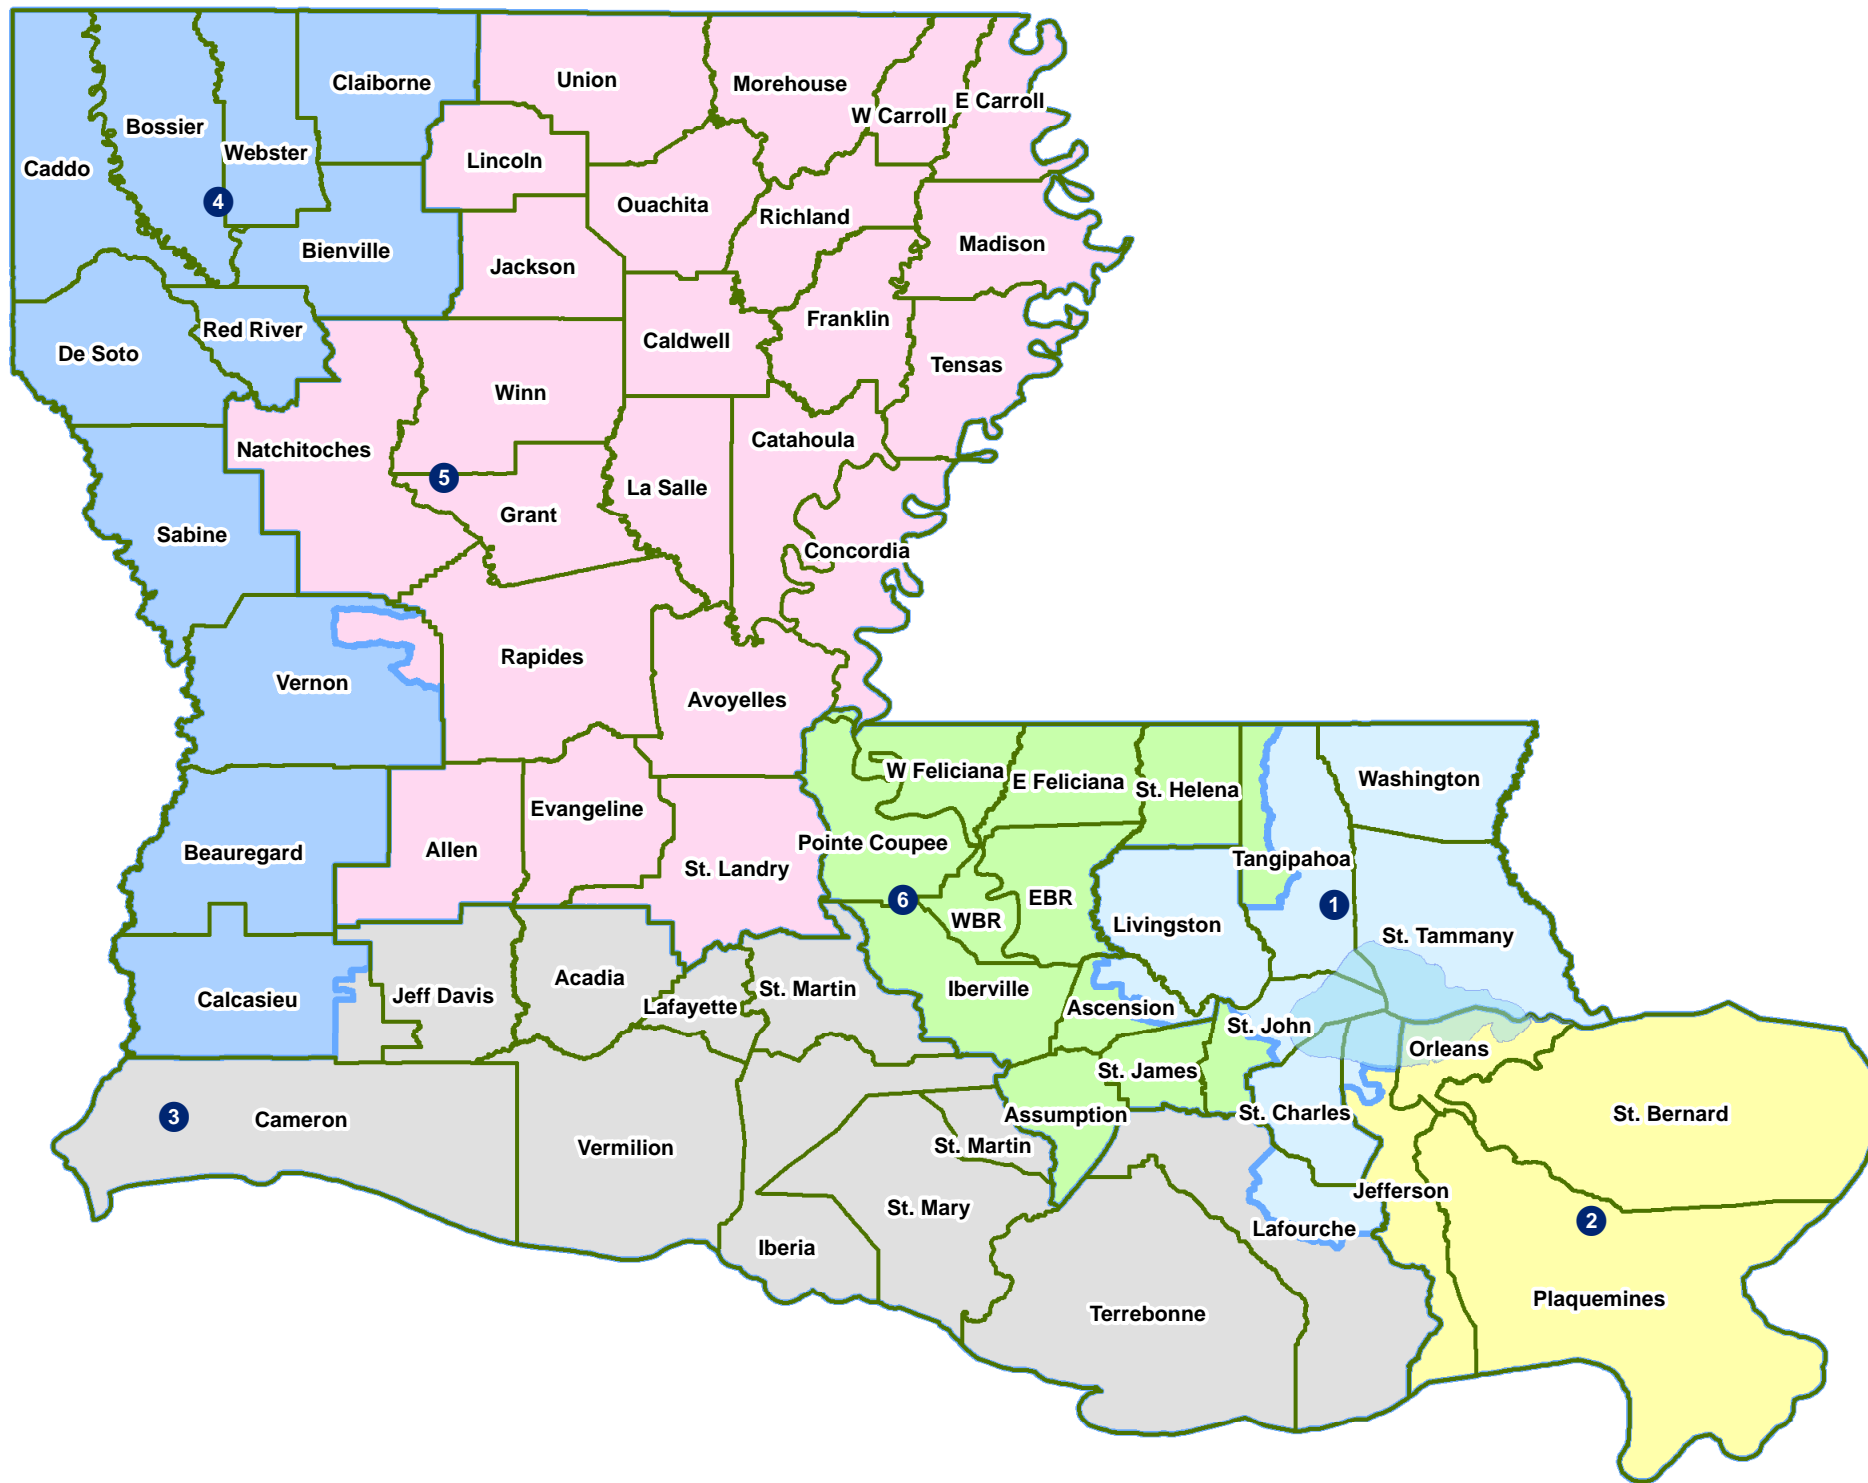 Union
Morehouse
Claiborne
E Carroll
W Carroll
Bossier
Webster
Lincoln
Caddo
4
Ouachita
Richland
Madison
Bienville
Jackson
Franklin
Red River
Caldwell
De Soto
Tensas
Winn
Catahoula
Natchitoches
5
La Salle
Grant
Sabine
Concordia
Rapides
Vernon
Avoyelles
W Feliciana
E Feliciana
St. Helena
Washington
Evangeline
Pointe Coupee
Beauregard
Allen
St. Landry
Tangipahoa
6
EBR
1
WBR
Livingston
St. Tammany
Acadia
St. Martin
Iberville
Calcasieu
Jeff Davis
Lafayette
Ascension
St. John
Orleans
St. James
3
Cameron
Assumption
St. Charles
St. Bernard
Vermilion
St. Martin
Jefferson
St. Mary
2
Lafourche
Iberia
Plaquemines
Terrebonne